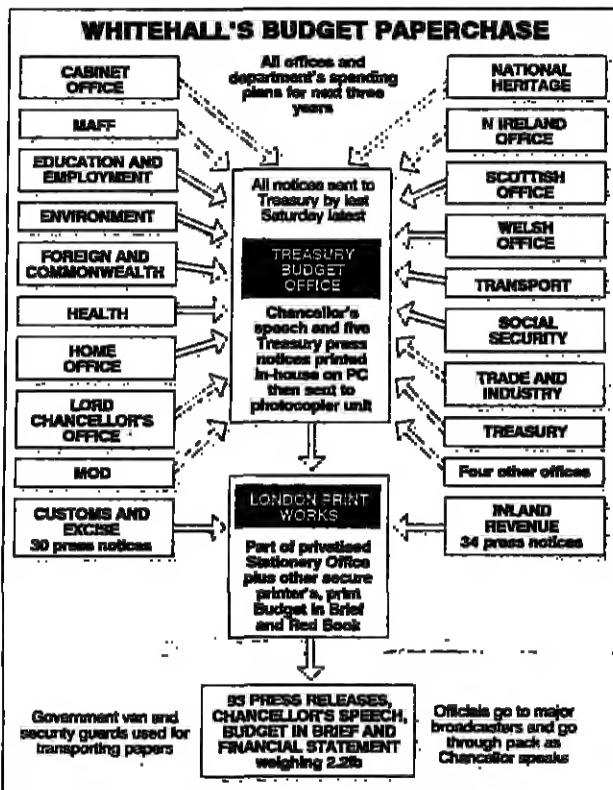 WHITEHALL'S BUDGET PAPERCHASE
CABINET
OFFICE
MAFF
EDUCATION AND
EMPLOYMENT
ENVIRONMENT
FOREIGN AND
COMMONWEALTH
HEALTH
HOME
OFFICE
LORD
CHANCELLOR'S
OFFICE
MOD
CUSTOMS AND
EXCISE
30 press notices
All offices and
department's spending
plans for next three
years
All notices sent to
Treasury by last
Saturday latest
TREASURY
BUDGET
OFFICE
Chancellor's
speech and five
Treasury press
notices printed
in-house on PC
then sent to
photocopier unit
LONDON PRINT
WORKS
Part of privatised
Stationery Office
plus other secure
printer's, print
Budget in Brief
and Red Book
NATIONAL
HERITAGE
N IRELAND
OFFICE
SCOTTISH
OFFICE
WELSH
OFFICE
TRANSPORT
SOCIAL
SECURITY
TRADE AND
INDUSTRY
TREASURY
Four other offices
INLAND
REVENUE
34 press notices
Government van and
security guards used for
transporting papers
93 PRESS RELEASES,
CHANCELLOR'S SPEECH,
BUDGET IN BRIEF AND
FINANCIAL STATEMENT
weighing 2.2lb
Officials go to major
broadcasters and go
through pack as
Chancellor speaks